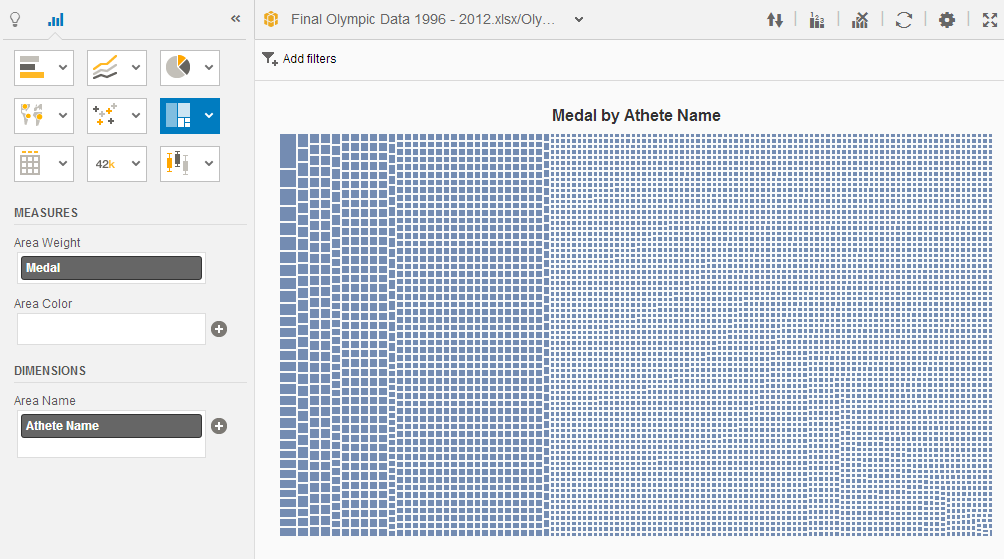 «
Final Olympic Data 1996 - 2012.xlsx/Oly…
123
Add filters
42k
MEASURES
Area Weight
Medal
Area Color
DIMENSIONS
Area Name
Athete Name
Medal by Athete Name